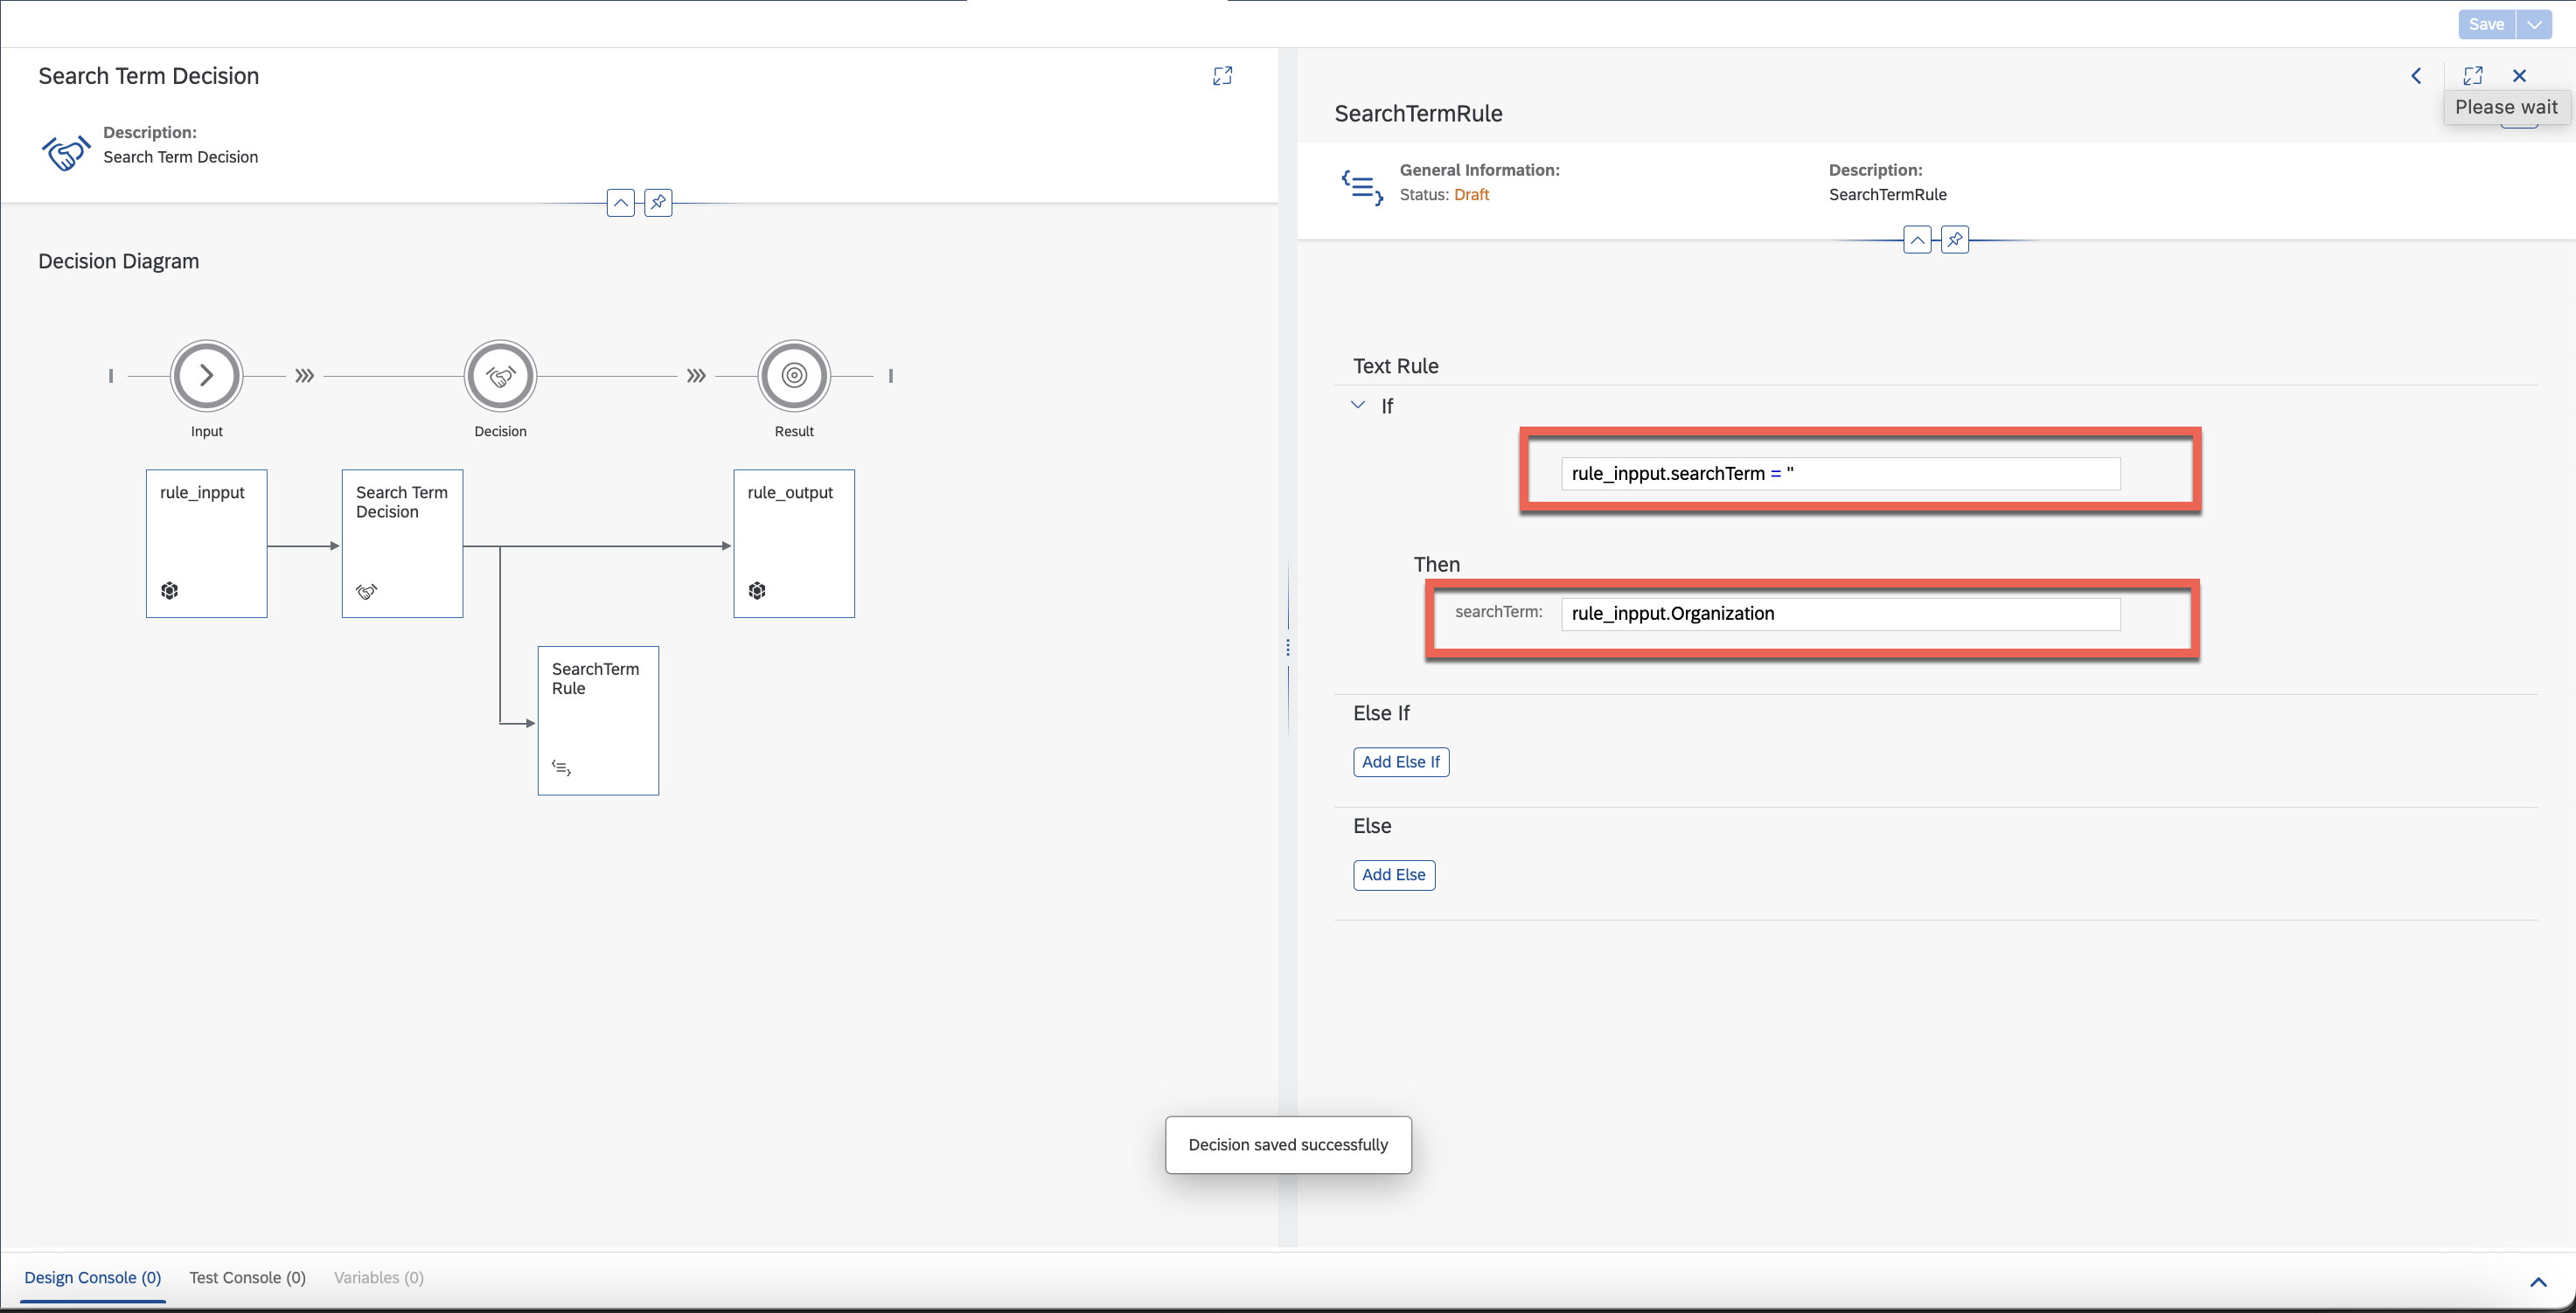 Save
Search Term Decision
Description:
Search Term Decision
Decision Diagram
Input
Decision
Result
rule_inpput
Search Term
Decision
rule_output
SearchTerm
Rule
Please wait
SearchTermRule
General Information:
Status: Draft
Description:
SearchTermRule
Text Rule
If
rule_inpput.searchTerm = ''
Then
searchTerm: rule_inpput.Organization
Else If
Add Else If
Else
Add Else
Decision saved successfully
Design Console (0) Test Console (0) Variables (0)